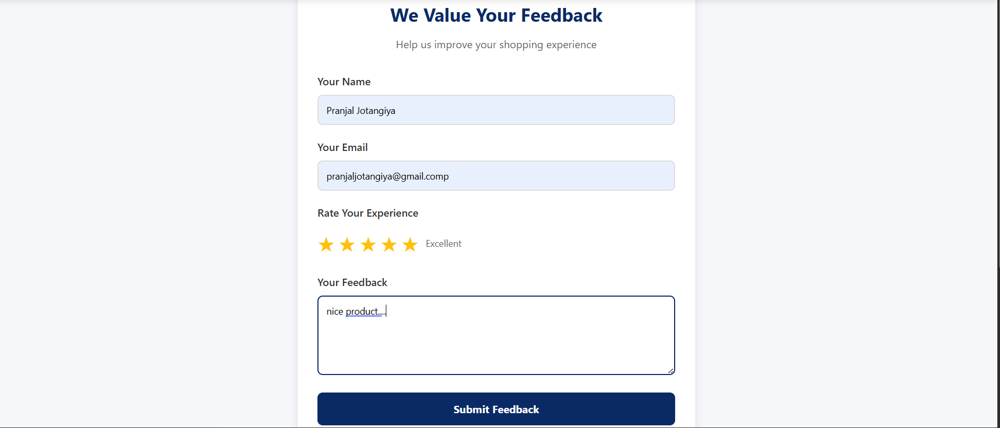 We Value Your Feedback
Help us improve your shopping experience
Your Name
Pranjal Jotangiya
Your Email
pranjaljotangiya@gmail.comp
Rate Your Experience
Excellent
Your Feedback
nice product....
Submit Feedback